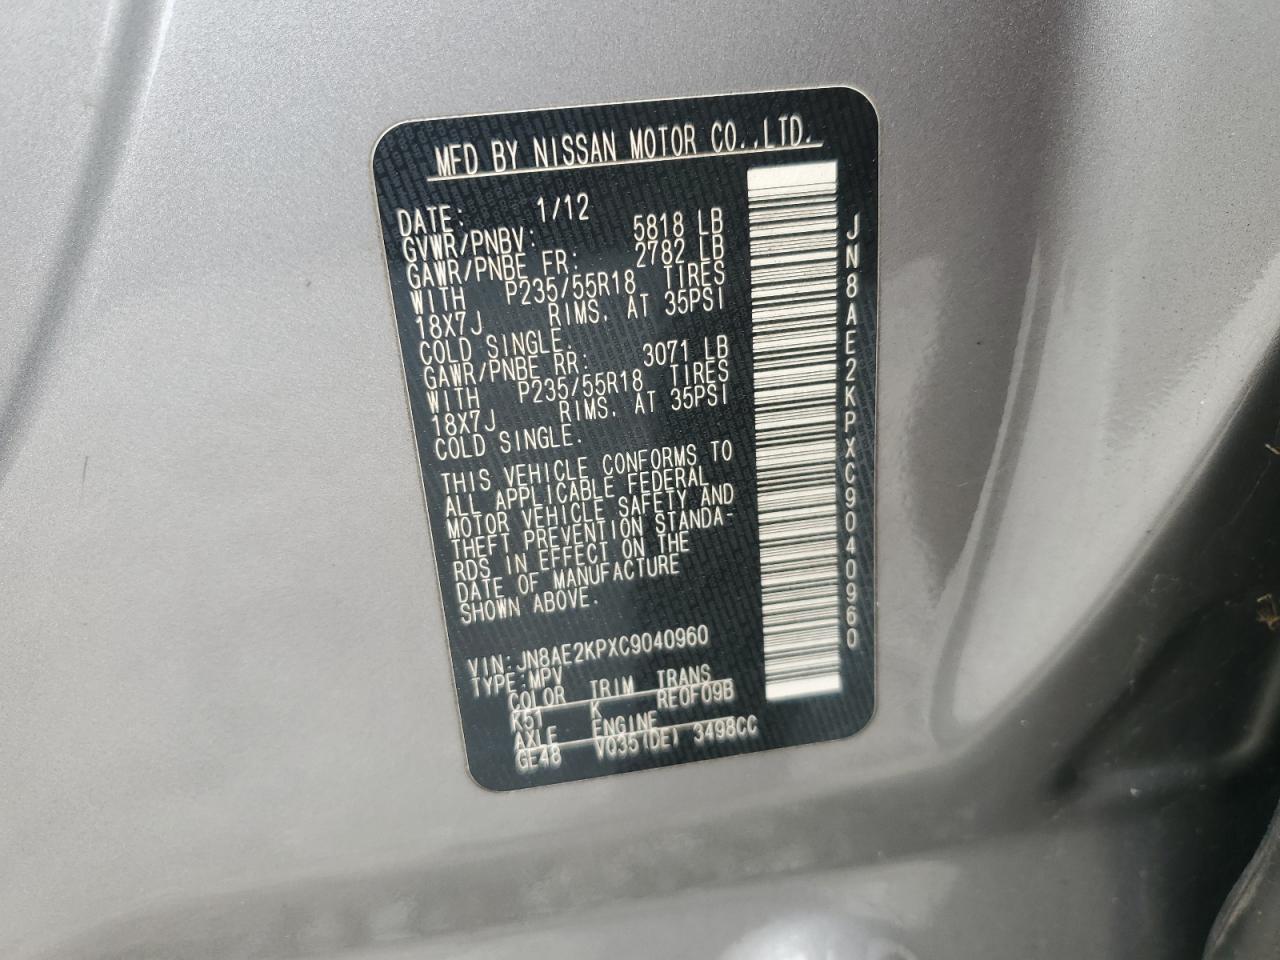 MFD BY NISSAN MOTOR CO.,LTD.
DATE: 1/12
GVWR/PNBV: 5818 LB
GAWR/PNBE FR: 2782 LB
WITH P235/55R18 TIRES
18X7J RIMS. AT 35PSI
COLD SINGLE.
GAWR/PNBE RR: 3071 LB
WITH P235/55R18 TIRES
18X7J RIMS. AT 35PSI
COLD SINGLE.
THIS VEHICLE CONFORMS TO
ALL APPLICABLE FEDERAL
MOTOR VEHICLE SAFETY AND
THEFT PREVENTION STANDA-
RDS IN EFFECT ON THE
DATE OF MANUFACTURE
SHOWN ABOVE.
VIN:JN8AE2KPXC9040960
TYPE:MPV
COLOR TRIM TRANS
K51 K RE0F09B
AXLE ENGINE
GE48 VQ35(DE) 3498CC
JN8AE2KPXC9040960